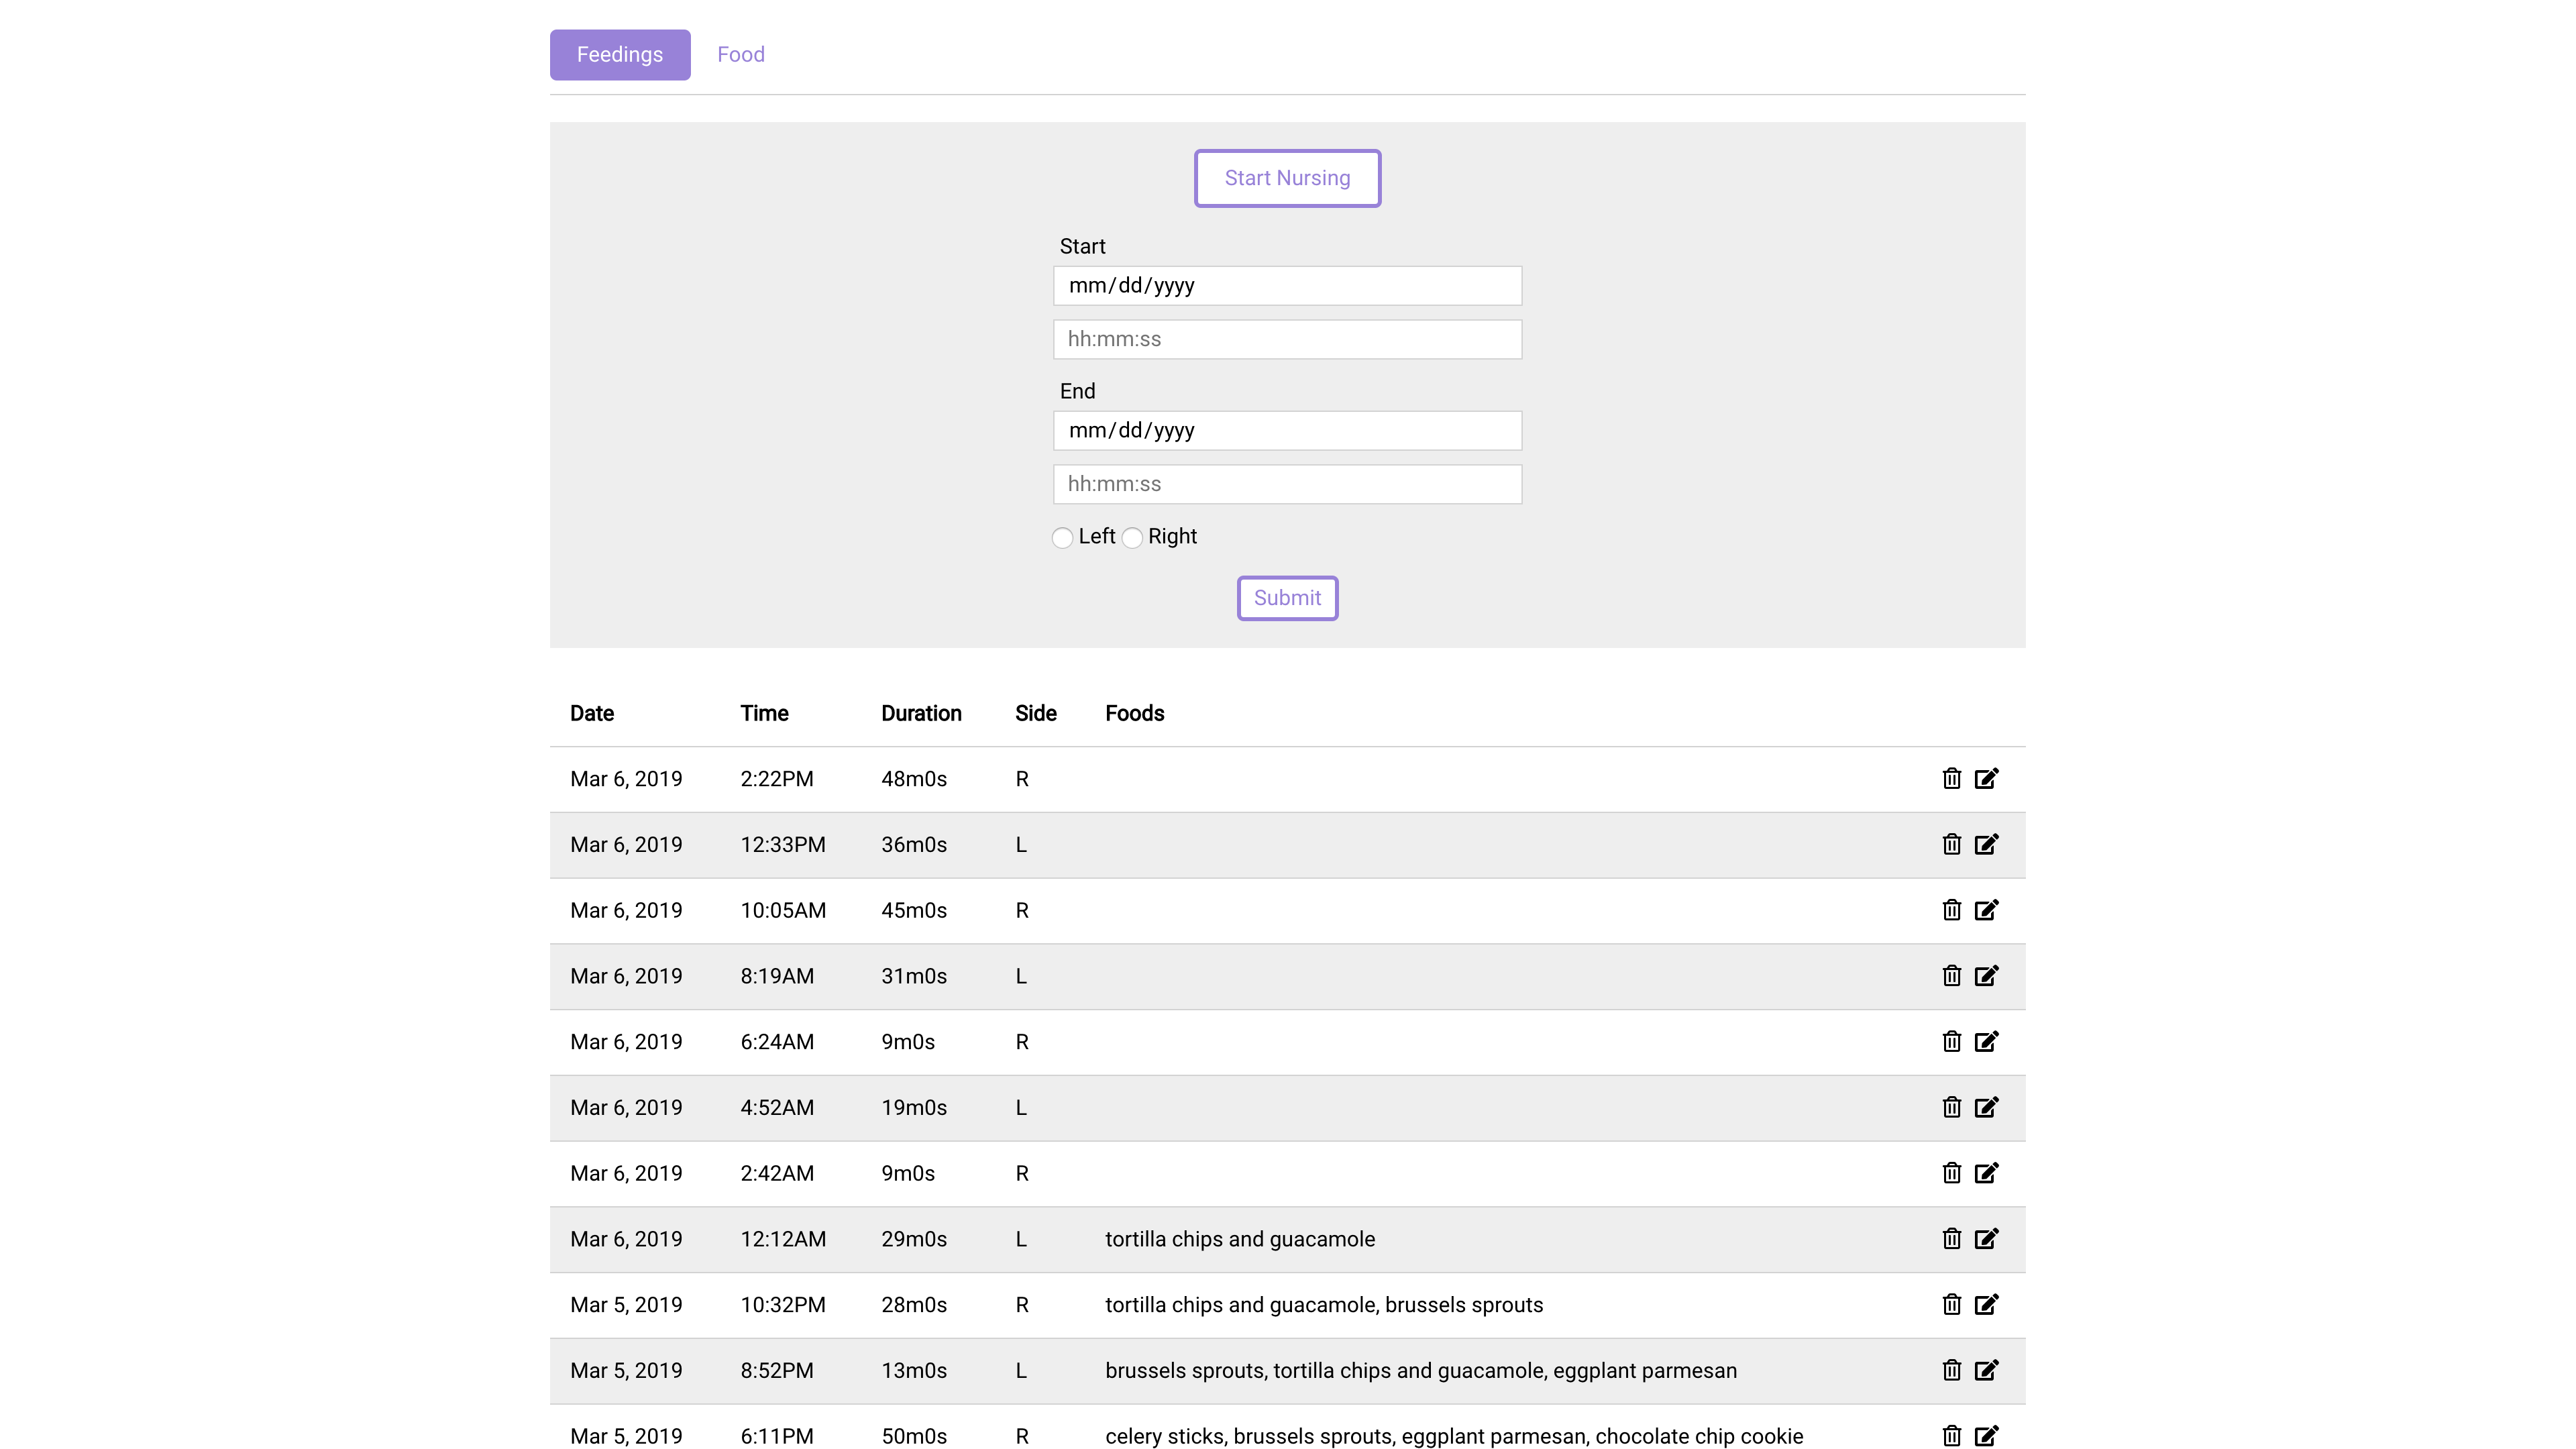 Feedings Food
Start Nursing
Start
mm/dd/yyyy
hh:mm:ss
End
mm/dd/yyyy
hh:mm:ss
Left Right
Submit
Date Time Duration Side Foods
Mar 6, 2019 2:22PM 48m0s R
Mar 6, 2019 12:33PM 36m0s L
Mar 6, 2019 10:05AM 45m0s R
Mar 6, 2019 8:19AM 31m0s L
Mar 6, 2019 6:24AM 9m0s R
Mar 6, 2019 4:52AM 19m0s L
Mar 6, 2019 2:42AM 9m0s R
Mar 6, 2019 12:12AM 29m0s L tortilla chips and guacamole
Mar 5, 2019 10:32PM 28m0s R tortilla chips and guacamole, brussels sprouts
Mar 5, 2019 8:52PM 13m0s L brussels sprouts, tortilla chips and guacamole, eggplant parmesan
Mar 5, 2019 6:11PM 50m0s R celery sticks, brussels sprouts, eggplant parmesan, chocolate chip cookie